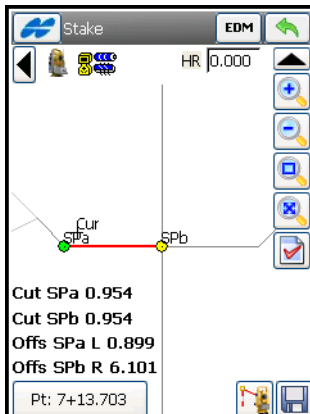 Stake
EDM
HR 0.000
Cur
SPa
SPb
Cut SPa 0.954
Cut SPb 0.954
Offs SPa L 0.899
Offs SPb R 6.101
Pt: 7+13.703